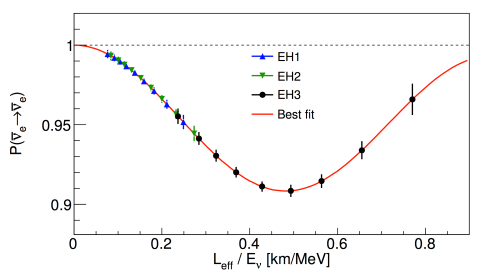 P(ν̄e→ν̄e)
1
0.95
0.9
EH1
EH2
EH3
Best fit
0 0.2 0.4 0.6 0.8
Leff / Eν [km/MeV]